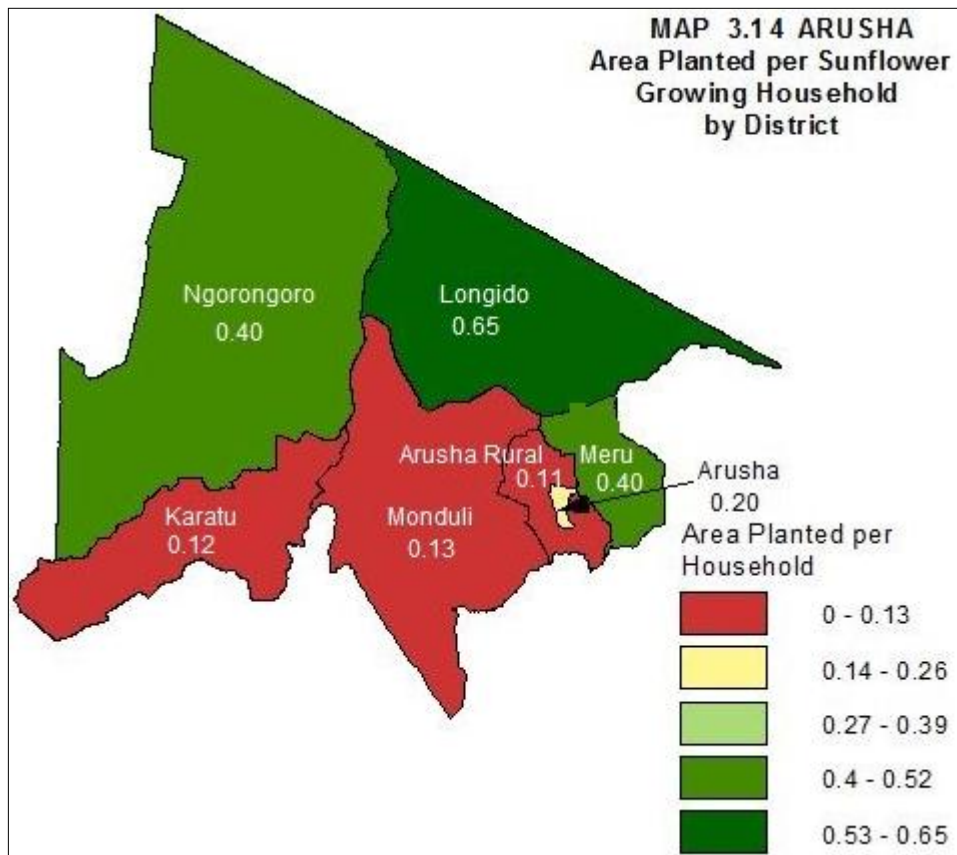 MAP 3.14 ARUSHA
Area Planted per Sunflower
Growing Household
by District
Ngorongoro
0.40
Longido
0.65
Arusha Rural
0.11
Meru
0.40
Arusha
0.20
Karatu
0.12
Monduli
0.13
Area Planted per
Household
0 - 0.13
0.14 - 0.26
0.27 - 0.39
0.4 - 0.52
0.53 - 0.65